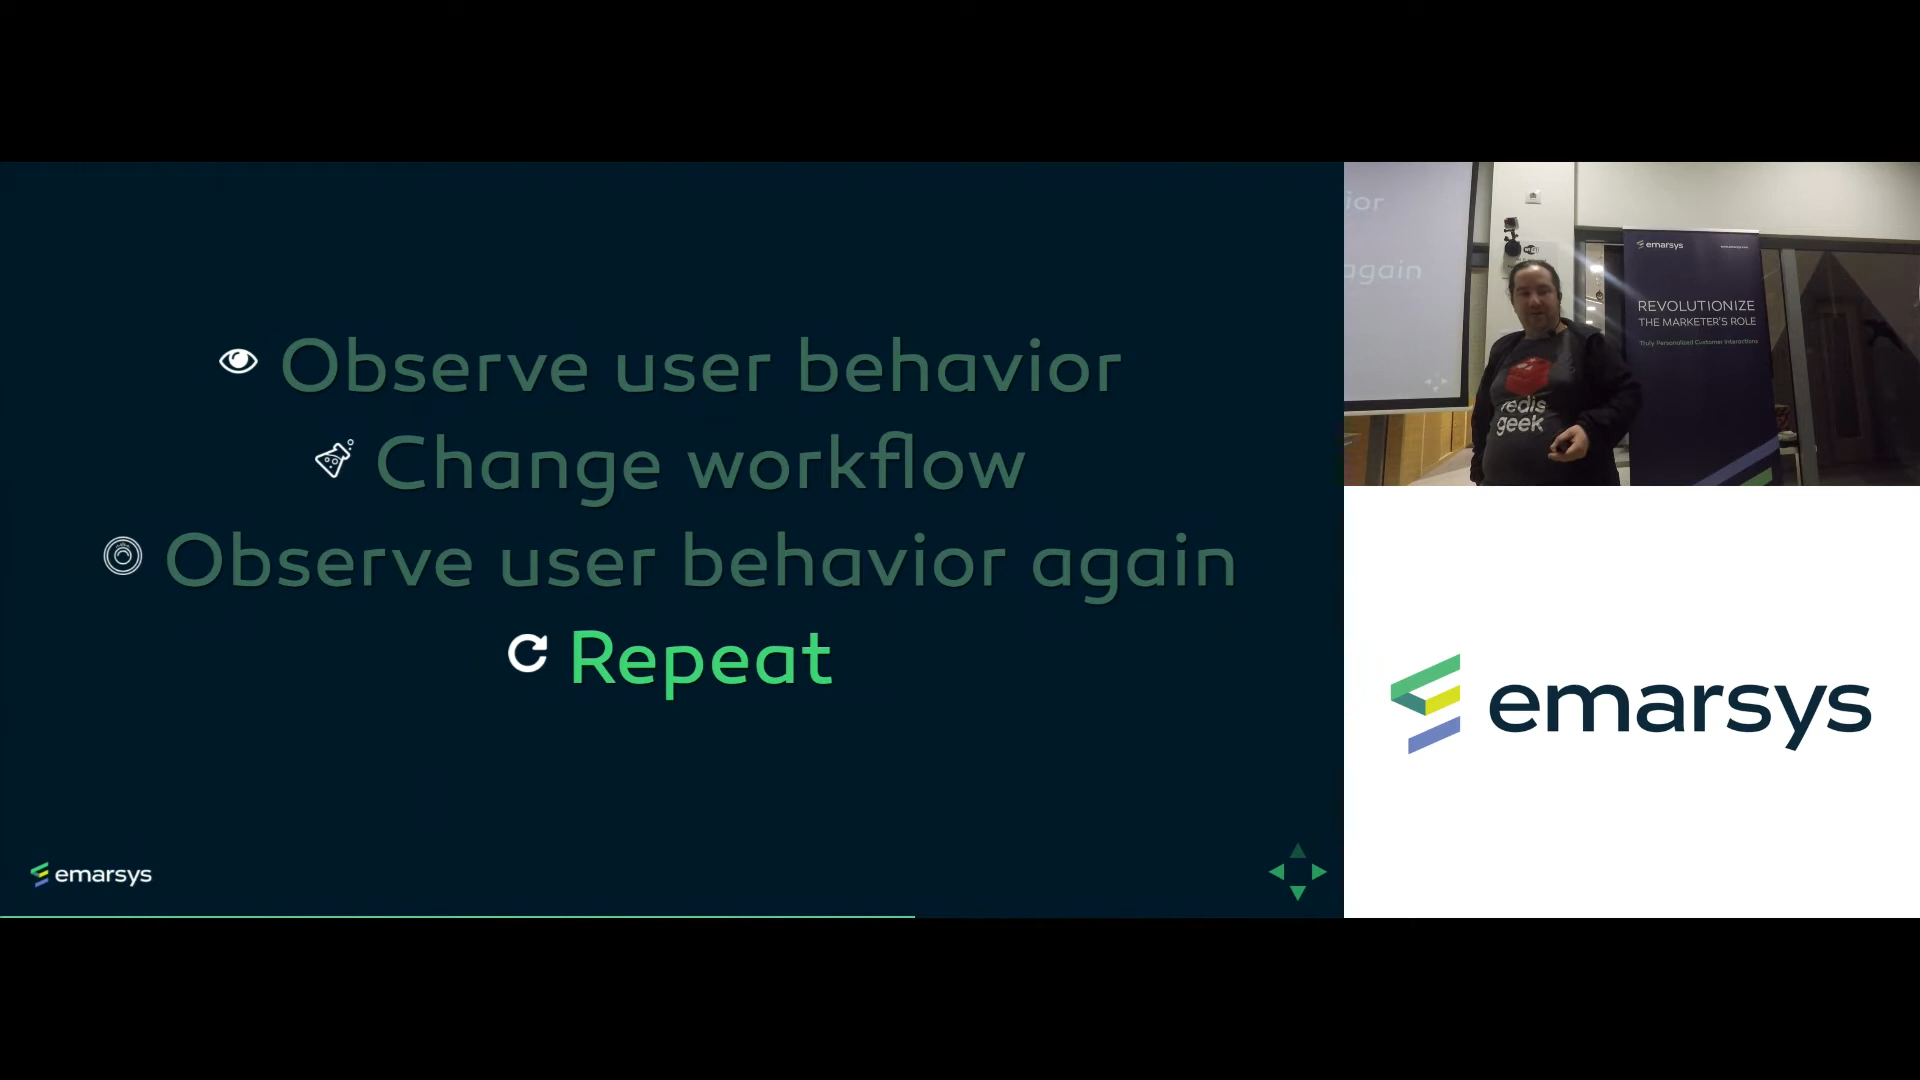 Observe user behavior
Change workflow
Observe user behavior again
Repeat
emarsys
ior
again
WiFi
emarsys
REVOLUTIONIZE
THE MARKETER'S ROLE
Truly Personalized Customer Interactions
redis
geek
emarsys